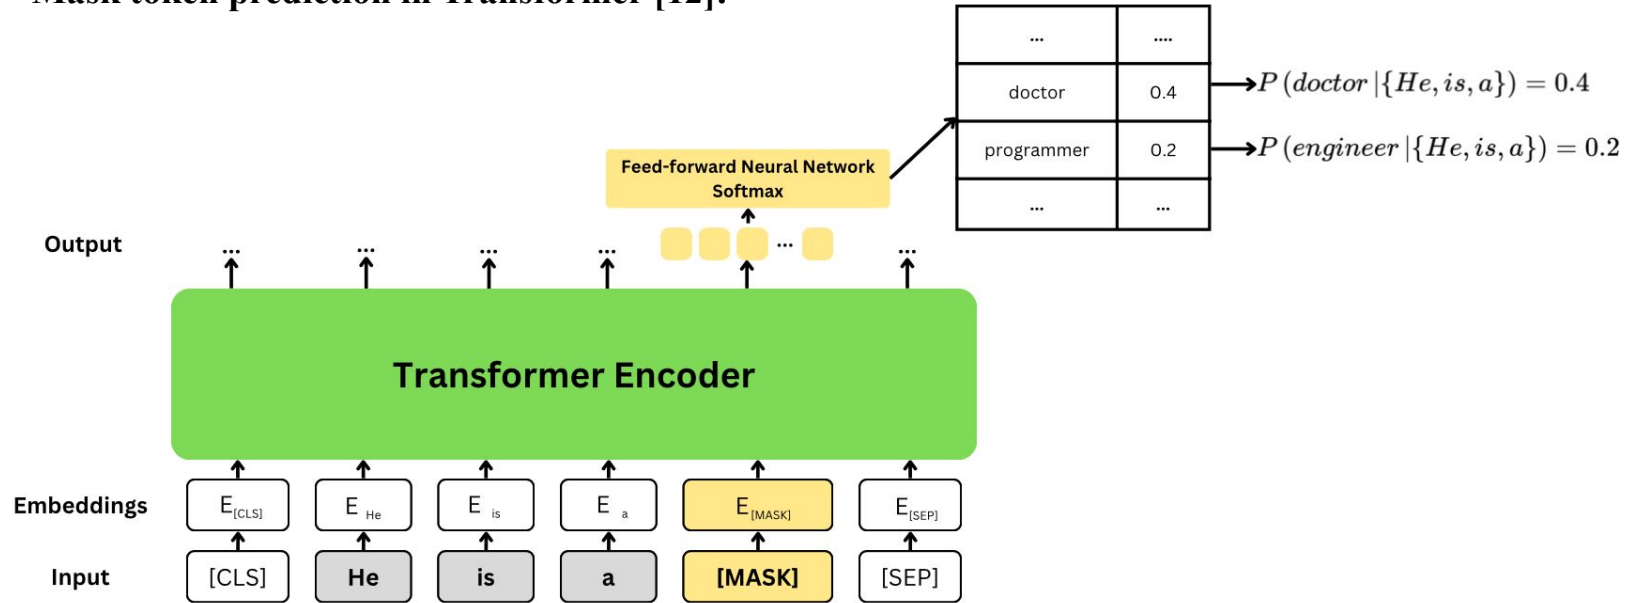 Mask token prediction in Transformer [12].
... ....
doctor 0.4 P (doctor |{He, is, a}) = 0.4
programmer 0.2 P (engineer |{He, is, a}) = 0.2
... ...
Feed-forward Neural Network
Softmax
Output ... ... ... ... ... ...
Transformer Encoder
Embeddings E[CLS] E He E is E a E[MASK] E[SEP]
Input [CLS] He is a [MASK] [SEP]